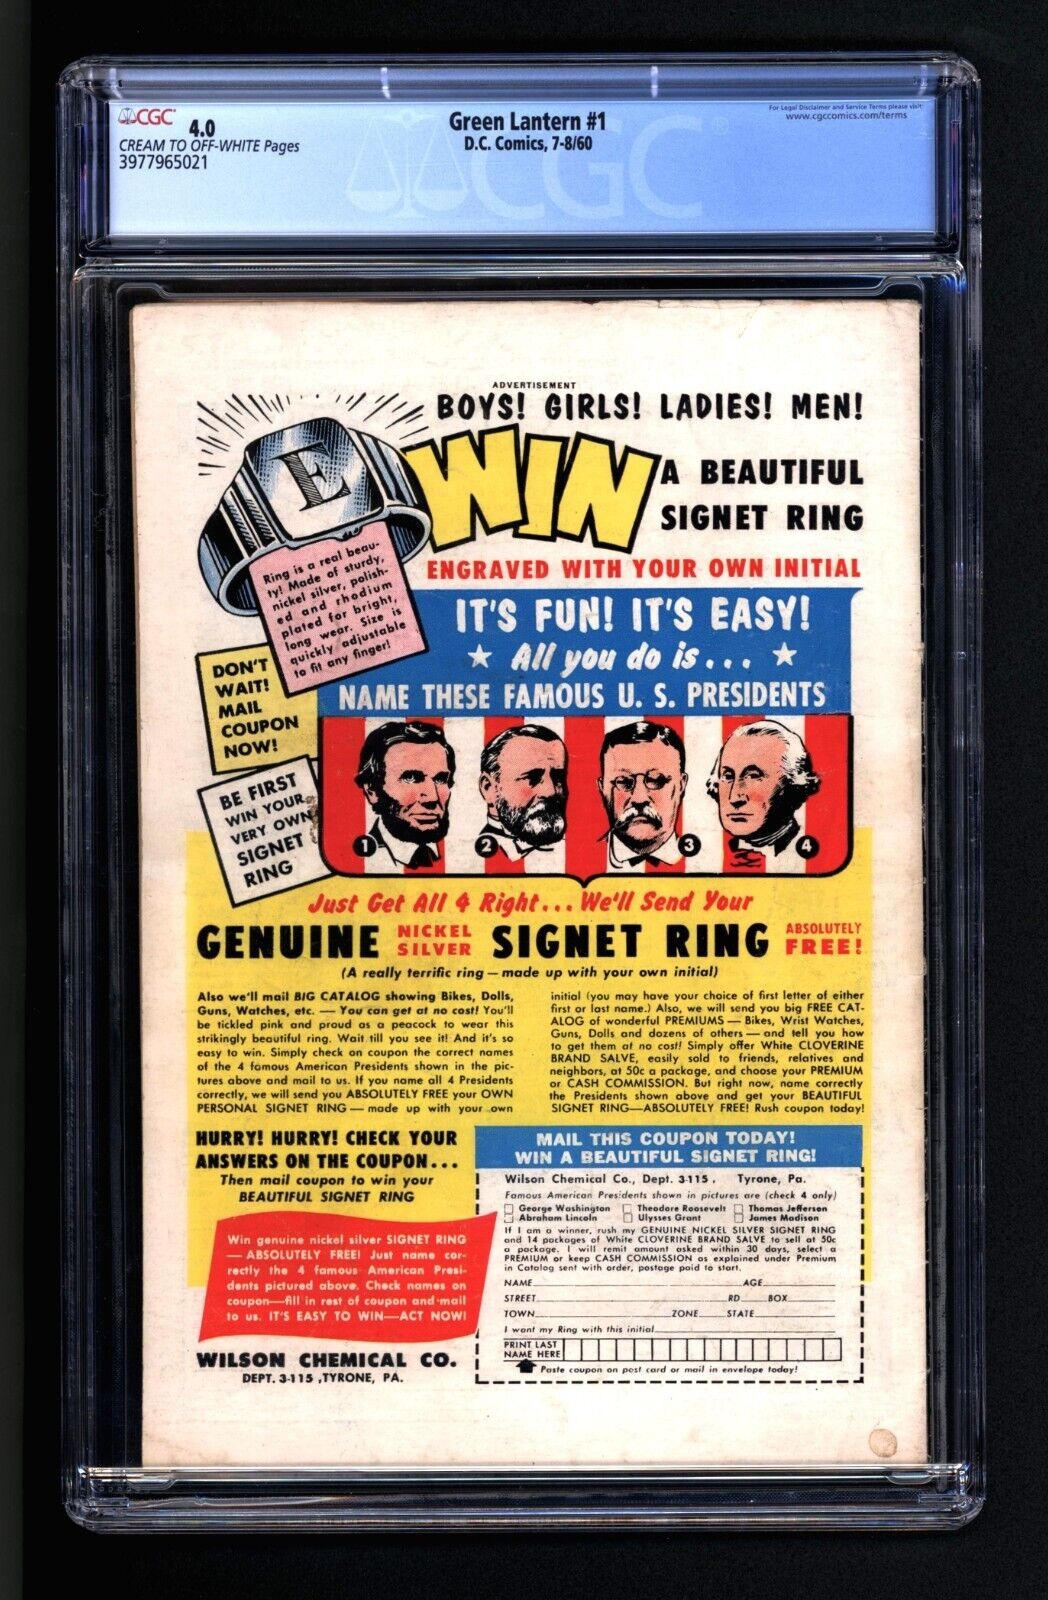 CGC
4.0
CREAM TO OFF-WHITE Pages
3977965021
Green Lantern #1
D.C. Comics, 7-8/60
For Legal Disclaimer and Service Terms please visit:
www.cgccomics.com/terms
CGC
ADVERTISEMENT
BOYS! GIRLS! LADIES! MEN!
WIN
A BEAUTIFUL
SIGNET RING
ENGRAVED WITH YOUR OWN INITIAL
E
Ring is a real beau-
ty! Made of sturdy,
nickel silver, polish-
ed and rhodium
plated for bright,
long wear. Size is
quickly adjustable
to fit any finger!
IT'S FUN! IT'S EASY!
★ All you do is... ★
NAME THESE FAMOUS U. S. PRESIDENTS
DON'T
WAIT!
MAIL
COUPON
NOW!
BE FIRST
WIN YOUR
VERY OWN
SIGNET
RING
1 2 3 4
Just Get All 4 Right... We'll Send Your
GENUINE NICKEL SILVER SIGNET RING ABSOLUTELY FREE!
(A really terrific ring — made up with your own initial)
Also we'll mail BIG CATALOG showing Bikes, Dolls,
Guns, Watches, etc. — You can get at no cost! You'll
be tickled pink and proud as a peacock to wear this
strikingly beautiful ring. Wait till you see it! And it's so
easy to win. Simply check on coupon the correct names
of the 4 famous American Presidents shown in the pic-
tures above and mail to us. If you name all 4 Presidents
correctly, we will send you ABSOLUTELY FREE your OWN
PERSONAL SIGNET RING — made up with your own
initial (you may have your choice of first letter of either
first or last name.) Also, we will send you big FREE CAT-
ALOG of wonderful PREMIUMS — Bikes, Wrist Watches,
Guns, Dolls and dozens of others — and tell you how
to get them at no cost! Simply offer White CLOVERINE
BRAND SALVE, easily sold to friends, relatives and
neighbors, at 50c a package, and choose your PREMIUM
or CASH COMMISSION. But right now, name correctly
the Presidents shown above and get your BEAUTIFUL
SIGNET RING—ABSOLUTELY FREE! Rush coupon today!
HURRY! HURRY! CHECK YOUR
ANSWERS ON THE COUPON...
Then mail coupon to win your
BEAUTIFUL SIGNET RING
Win genuine nickel silver SIGNET RING
— ABSOLUTELY FREE! Just name cor-
rectly the 4 famous American Presi-
dents pictured above. Check names on
coupon—fill in rest of coupon and mail
to us. IT'S EASY TO WIN—ACT NOW!
WILSON CHEMICAL CO.
DEPT. 3-115 ,TYRONE, PA.
MAIL THIS COUPON TODAY!
WIN A BEAUTIFUL SIGNET RING!
Wilson Chemical Co., Dept. 3-115 , Tyrone, Pa.
Famous American Presidents shown in pictures are (check 4 only)
George Washington Theodore Roosevelt Thomas Jefferson
Abraham Lincoln Ulysses Grant James Madison
If I am a winner, rush my GENUINE NICKEL SILVER SIGNET RING
and 14 packages of White CLOVERINE BRAND SALVE to sell at 50c
a package. I will remit amount asked within 30 days, select a
PREMIUM or keep CASH COMMISSION as explained under Premium
in Catalog sent with order, postage paid to start.
NAME AGE
STREET RD BOX
TOWN ZONE STATE
I want my Ring with this initial
PRINT LAST
NAME HERE
Paste coupon on post card or mail in envelope today!